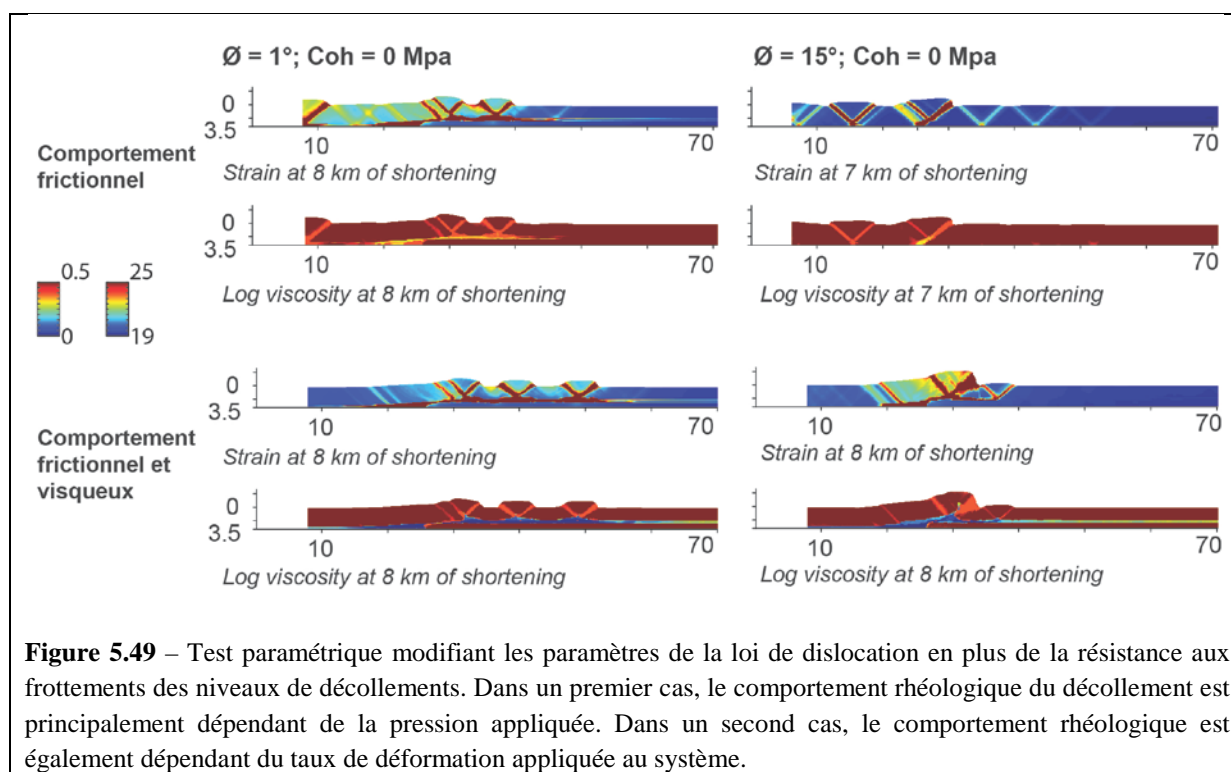 Ø = 1°; Coh = 0 Mpa
Ø = 15°; Coh = 0 Mpa
Comportement
frictionnel
0
3.5
10
70
Strain at 8 km of shortening
0
3.5
10
70
Log viscosity at 8 km of shortening
10
70
Strain at 7 km of shortening
10
70
Log viscosity at 7 km of shortening
0.5
25
0
19
Comportement
frictionnel et
visqueux
0
3.5
10
70
Strain at 8 km of shortening
0
3.5
10
70
Log viscosity at 8 km of shortening
10
70
Strain at 8 km of shortening
10
70
Log viscosity at 8 km of shortening
Figure 5.49 – Test paramétrique modifiant les paramètres de la loi de dislocation en plus de la résistance aux
frottements des niveaux de décollements. Dans un premier cas, le comportement rhéologique du décollement est
principalement dépendant de la pression appliquée. Dans un second cas, le comportement rhéologique est
également dépendant du taux de déformation appliquée au système.